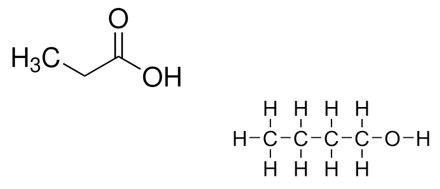 O
H₃C
OH
H H H H
H-C-C-C-C-O-H
H H H H